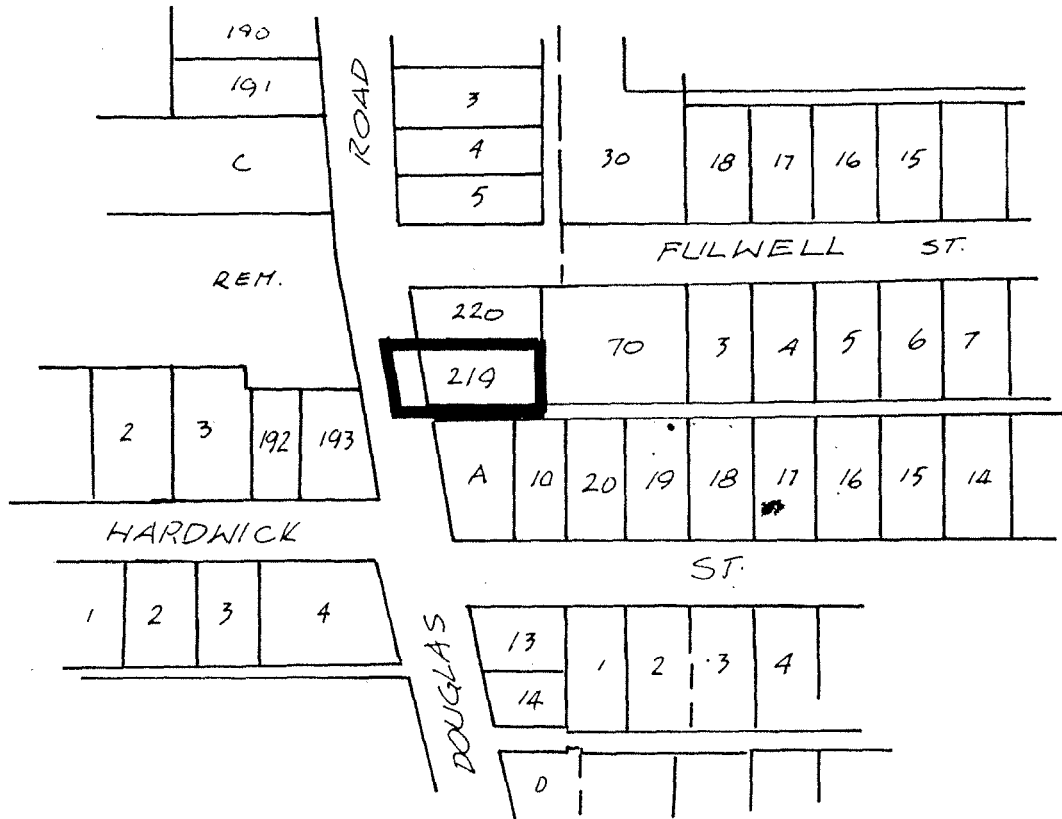 190
191
ROAD
3
C
4
30
18 17 16 15
5
FULWELL ST.
REM.
220
70 3 4 5 6 7
219
2 3 192 193
A 10 20 19 18 17 16 15 14
HARDWICK
ST.
1 2 3 4
DOUGLAS
13
1 2 3 4
14
D